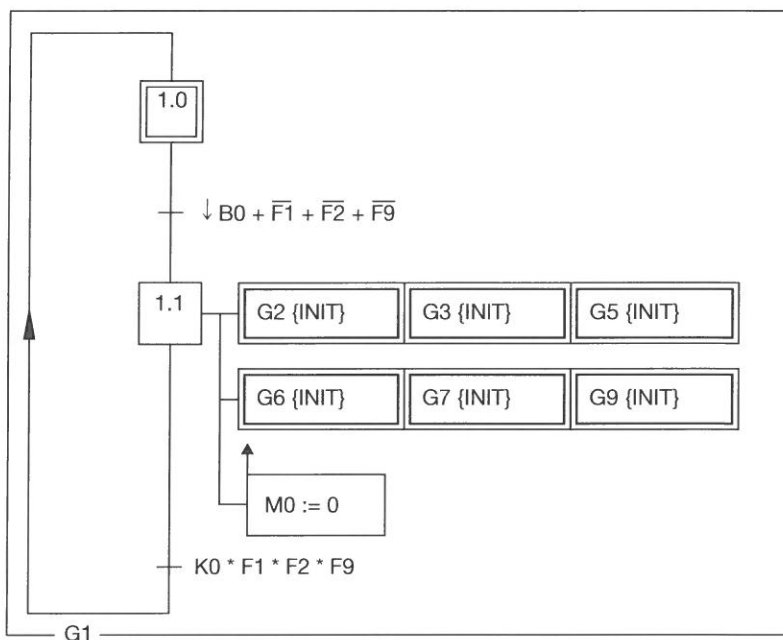 1.0
↓ B0 + F̅1̅ + F̅2̅ + F̅9̅
1.1
G2 {INIT} G3 {INIT} G5 {INIT}
G6 {INIT} G7 {INIT} G9 {INIT}
M0 := 0
K0 * F1 * F2 * F9
G1